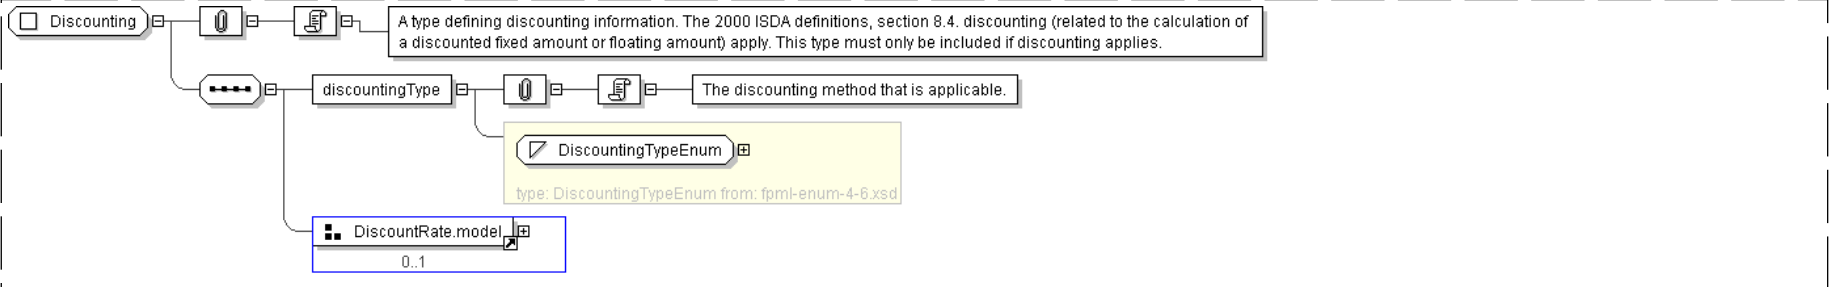 Discounting
A type defining discounting information. The 2000 ISDA definitions, section 8.4. discounting (related to the calculation of
a discounted fixed amount or floating amount) apply. This type must only be included if discounting applies.
discountingType
The discounting method that is applicable.
DiscountingTypeEnum
type: DiscountingTypeEnum from: fpml-enum-4-6.xsd
DiscountRate.model
0..1